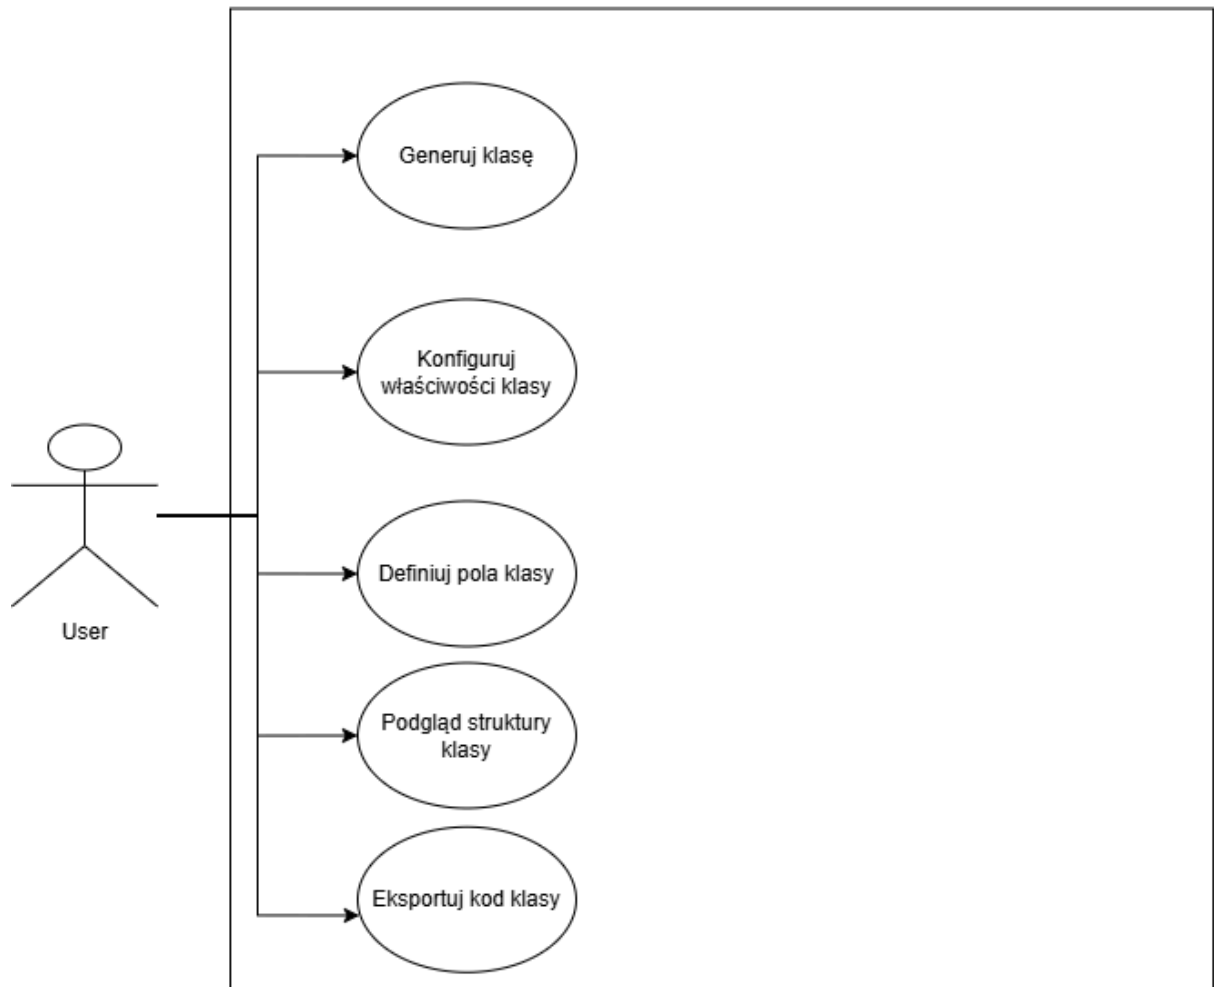 Generuj klasę
Konfiguruj
właściwości klasy
Definiuj pola klasy
User
Podgląd struktury
klasy
Eksportuj kod klasy